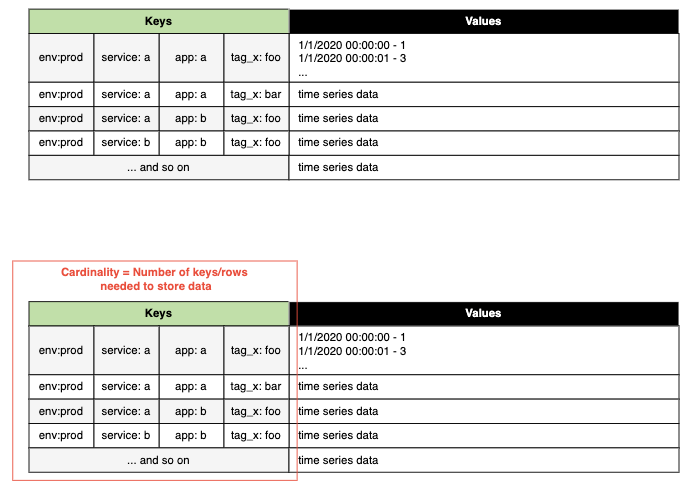 Keys Values
env:prod service: a app: a tag_x: foo 1/1/2020 00:00:00 - 1
1/1/2020 00:00:01 - 3
...
env:prod service: a app: a tag_x: bar time series data
env:prod service: a app: b tag_x: foo time series data
env:prod service: b app: b tag_x: foo time series data
... and so on time series data
Cardinality = Number of keys/rows
needed to store data
Keys Values
env:prod service: a app: a tag_x: foo 1/1/2020 00:00:00 - 1
1/1/2020 00:00:01 - 3
...
env:prod service: a app: a tag_x: bar time series data
env:prod service: a app: b tag_x: foo time series data
env:prod service: b app: b tag_x: foo time series data
... and so on time series data